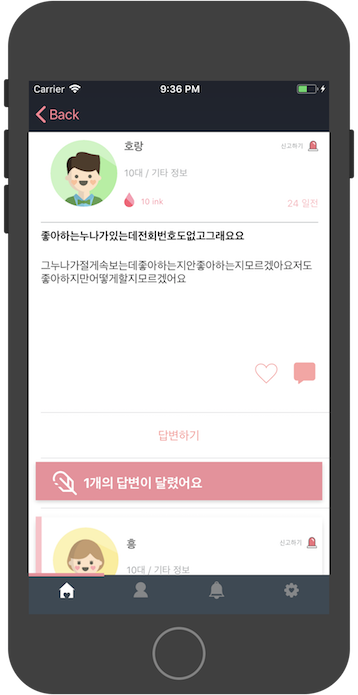 Carrier 9:36 PM
Back
호랑
신고하기
10대 / 기타 정보
10 ink
24 일전
좋아하는누나가있는데전회번호도없고그래요요
그누나가절게속보는데좋아하는지안좋아하는지모르겠아요저도
좋아하지만어떻게할지모르겠어요
답변하기
1개의 답변이 달렸어요
홍
신고하기
10대 / 기타 정보